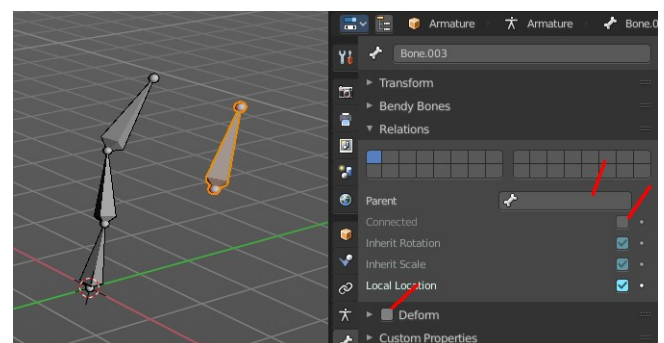 Armature Armature Bone.0
Bone.003
Transform
Bendy Bones
Relations
Parent
Connected
Inherit Rotation
Inherit Scale
Local Location
Deform
Custom Properties